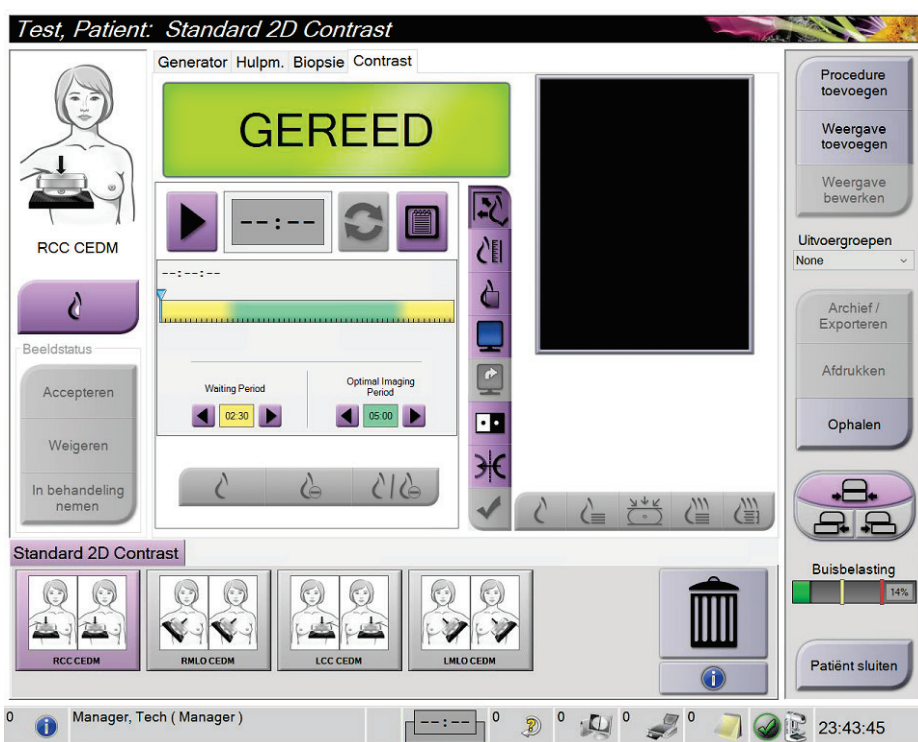 Test, Patient: Standard 2D Contrast
Generator Hulpm. Biopsie Contrast
GEREED
RCC CEDM
--:--
--:--:--
Waiting Period
Optimal Imaging
Period
02:30
05:00
Beeldstatus
Accepteren
Weigeren
In behandeling
nemen
Procedure
toevoegen
Weergave
toevoegen
Weergave
bewerken
Uitvoergroepen
None
Archief /
Exporteren
Afdrukken
Ophalen
Buisbelasting
14%
Patiënt sluiten
Standard 2D Contrast
RCC CEDM
RMLO CEDM
LCC CEDM
LMLO CEDM
0 Manager, Tech ( Manager ) --:-- 0 0 0 0 23:43:45